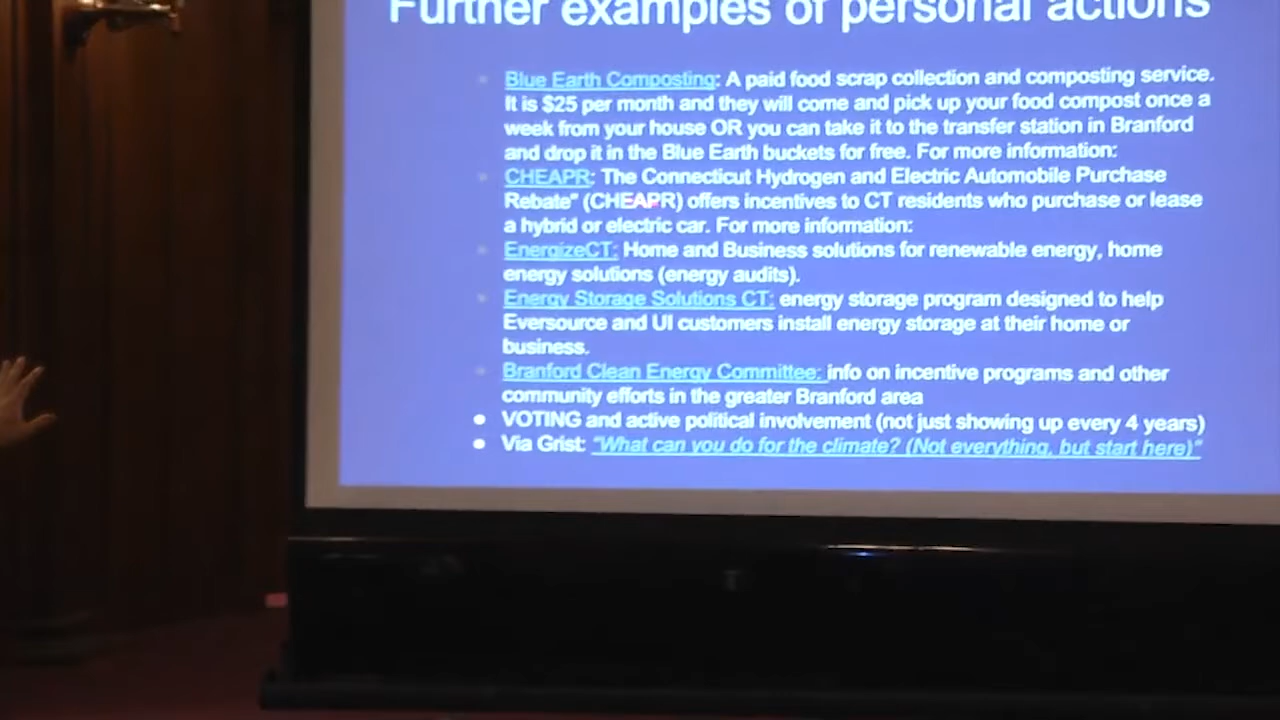 Further examples of personal actions
Blue Earth Composting: A paid food scrap collection and composting service.
It is $25 per month and they will come and pick up your food compost once a
week from your house OR you can take it to the transfer station in Branford
and drop it in the Blue Earth buckets for free. For more information:
CHEAPR: The Connecticut Hydrogen and Electric Automobile Purchase
Rebate" (CHEAPR) offers incentives to CT residents who purchase or lease
a hybrid or electric car. For more information:
EnergizeCT: Home and Business solutions for renewable energy, home
energy solutions (energy audits).
Energy Storage Solutions CT: energy storage program designed to help
Eversource and UI customers install energy storage at their home or
business.
Branford Clean Energy Committee: info on incentive programs and other
community efforts in the greater Branford area
VOTING and active political involvement (not just showing up every 4 years)
Via Grist: "What can you do for the climate? (Not everything, but start here)"